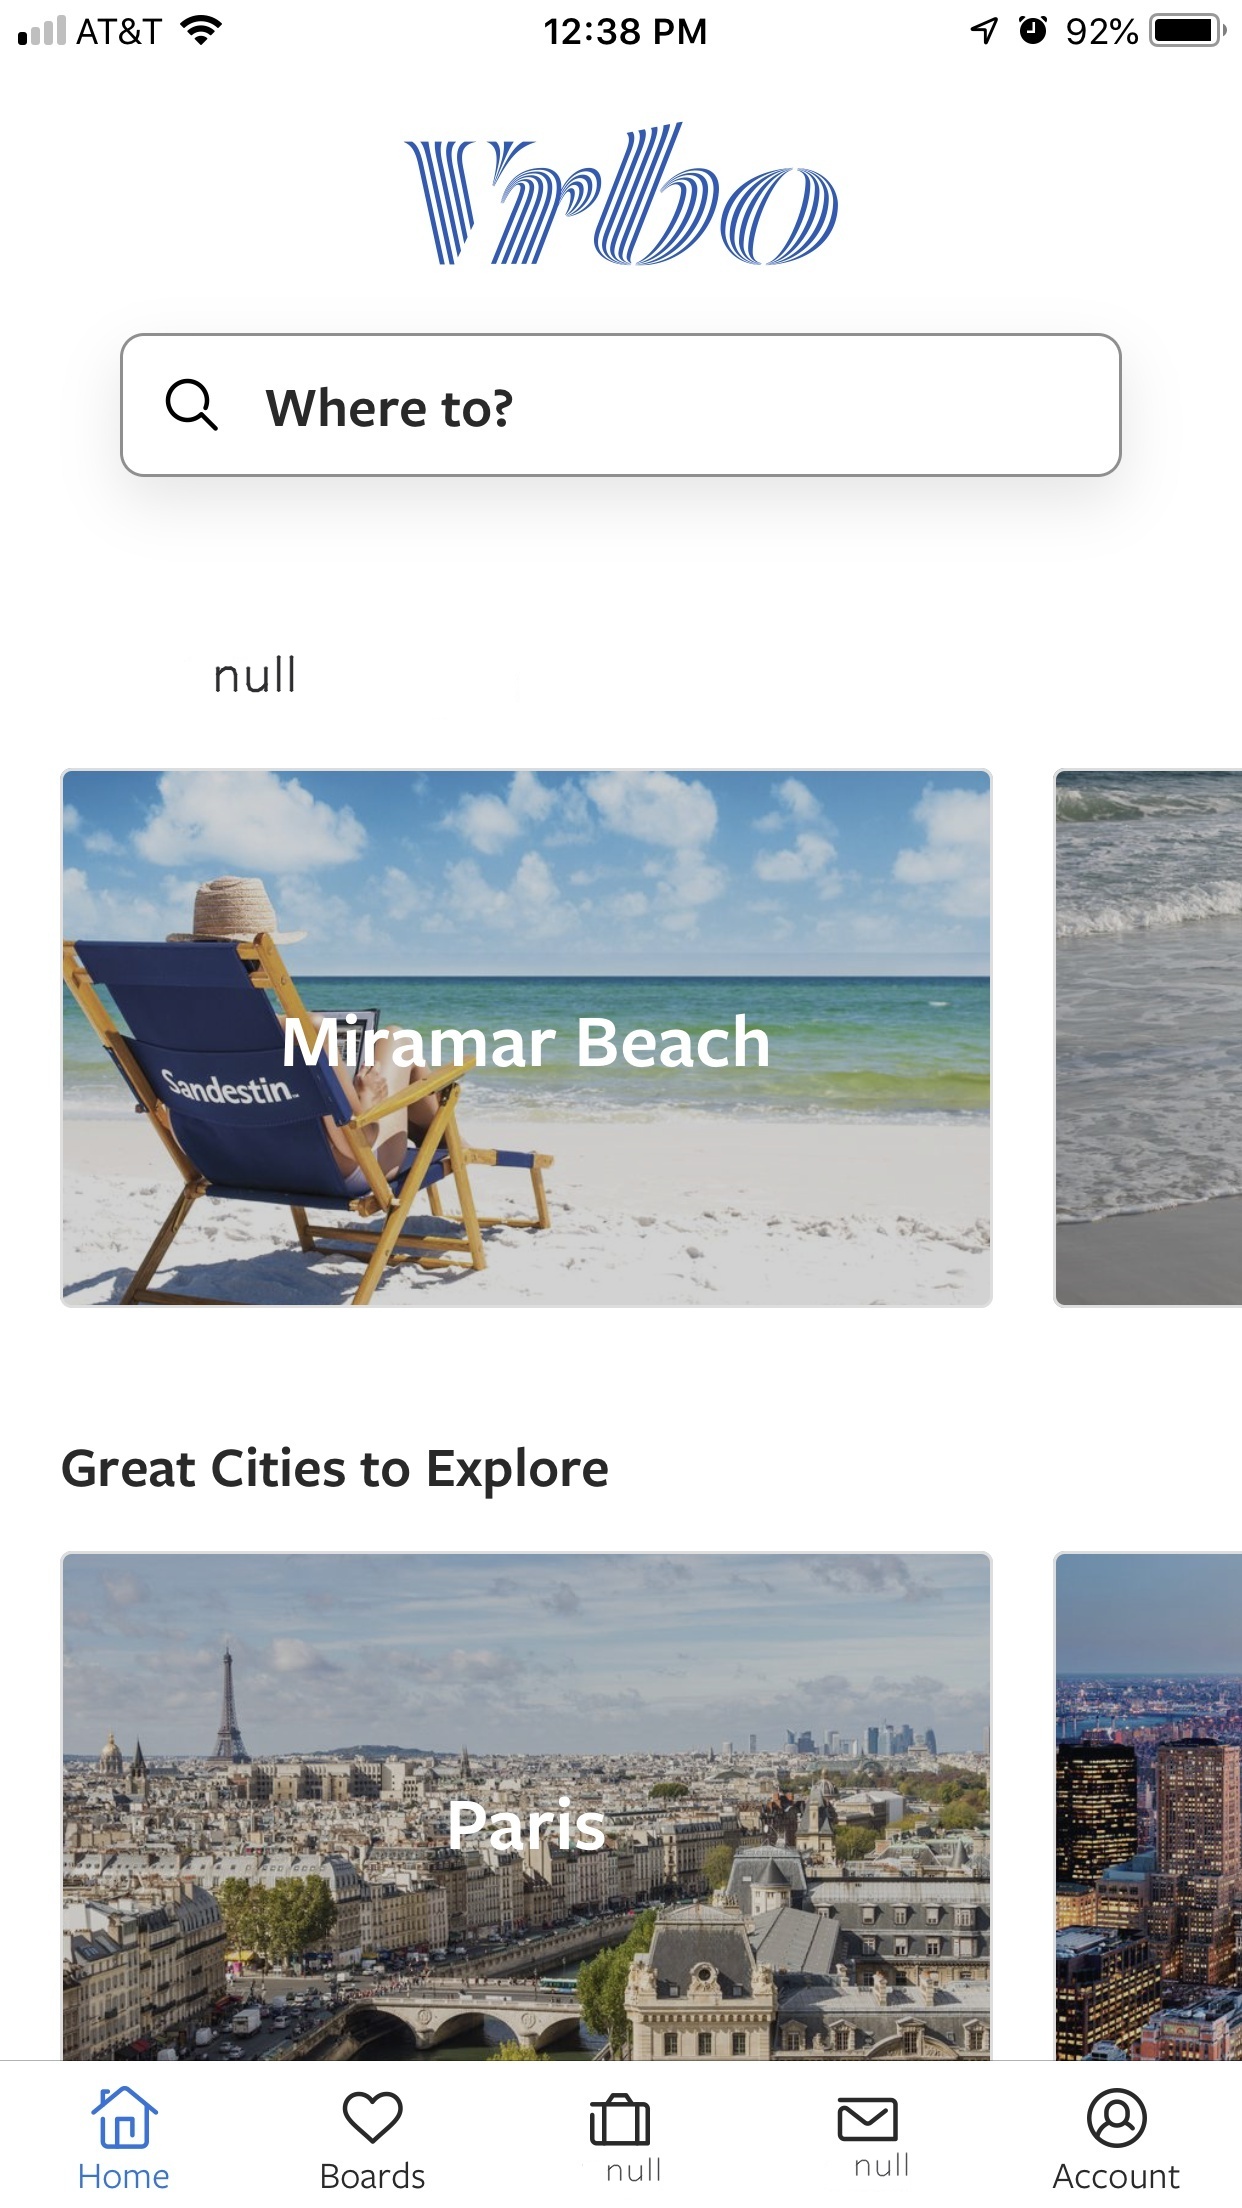 AT&T 12:38 PM 92%
Vrbo
Where to?
null
Sandestin™
Miramar Beach
Great Cities to Explore
Paris
Home Boards null null Account